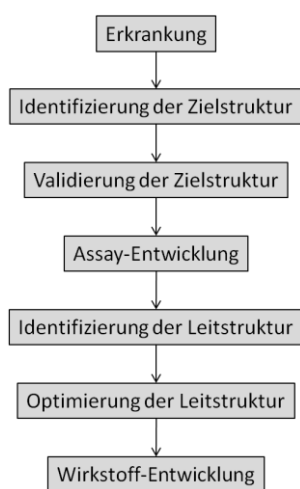 Erkrankung
Identifizierung der Zielstruktur
Validierung der Zielstruktur
Assay-Entwicklung
Identifizierung der Leitstruktur
Optimierung der Leitstruktur
Wirkstoff-Entwicklung